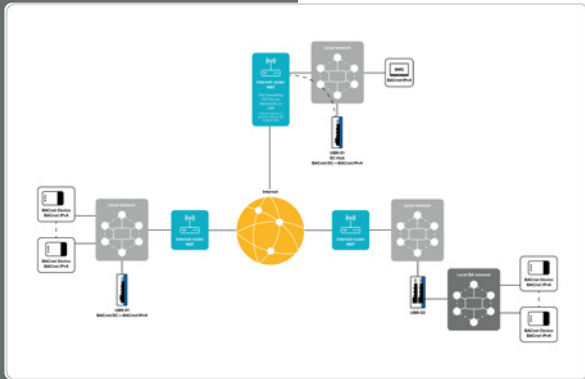 Local network
BMS
BACnet/IPv4
Internet router
NAT
UBR-01
SC Hub
BACnet/SC—BACnet/IPv4
Internet
BACnet Device
BACnet IPv4
BACnet Device
BACnet IPv4
Local network
Internet router
NAT
UBR-01
BACnet/SC—BACnet/IPv4
Internet router
NAT
Local network
UBR-02
Local BA network
BACnet Device
BACnet IPv4
BACnet Device
BACnet IPv4